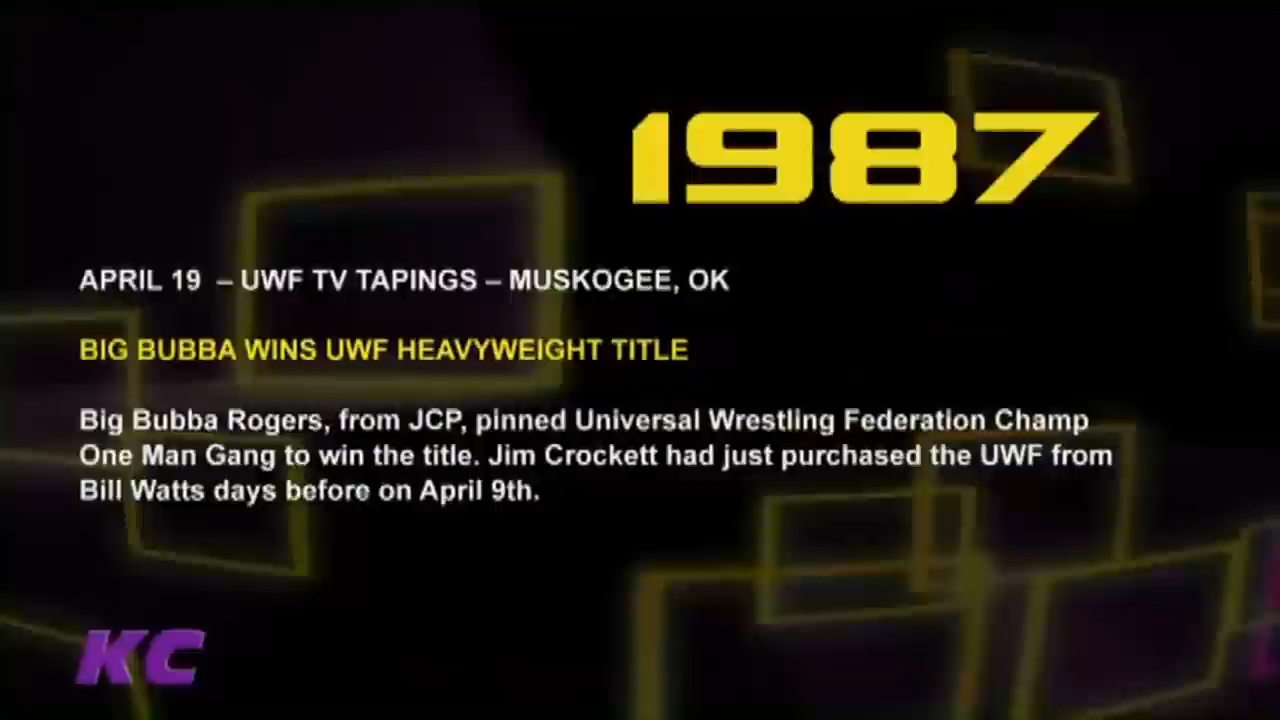 1987
APRIL 19 – UWF TV TAPINGS – MUSKOGEE, OK
BIG BUBBA WINS UWF HEAVYWEIGHT TITLE
Big Bubba Rogers, from JCP, pinned Universal Wrestling Federation Champ
One Man Gang to win the title. Jim Crockett had just purchased the UWF from
Bill Watts days before on April 9th.
KC